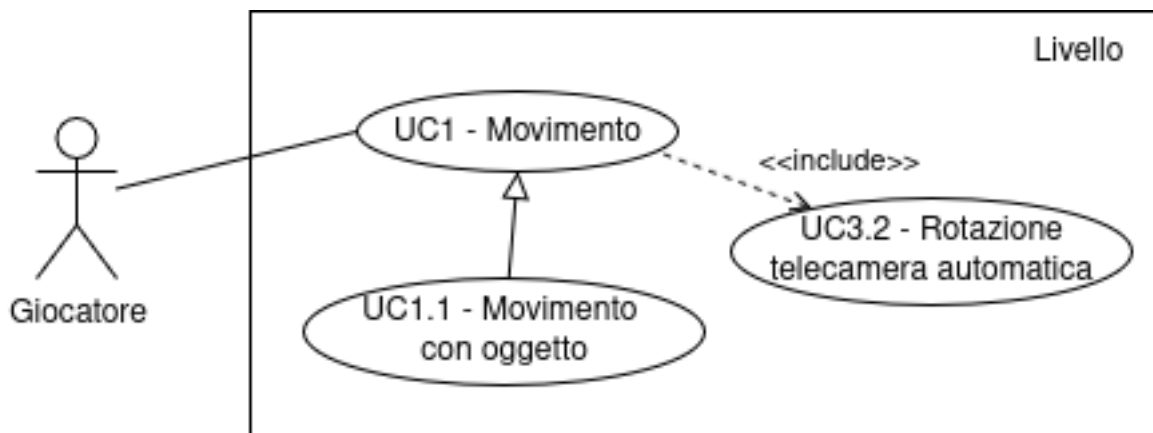 Livello
UC1 - Movimento
<<include>>
UC3.2 - Rotazione
telecamera automatica
UC1.1 - Movimento
con oggetto
Giocatore